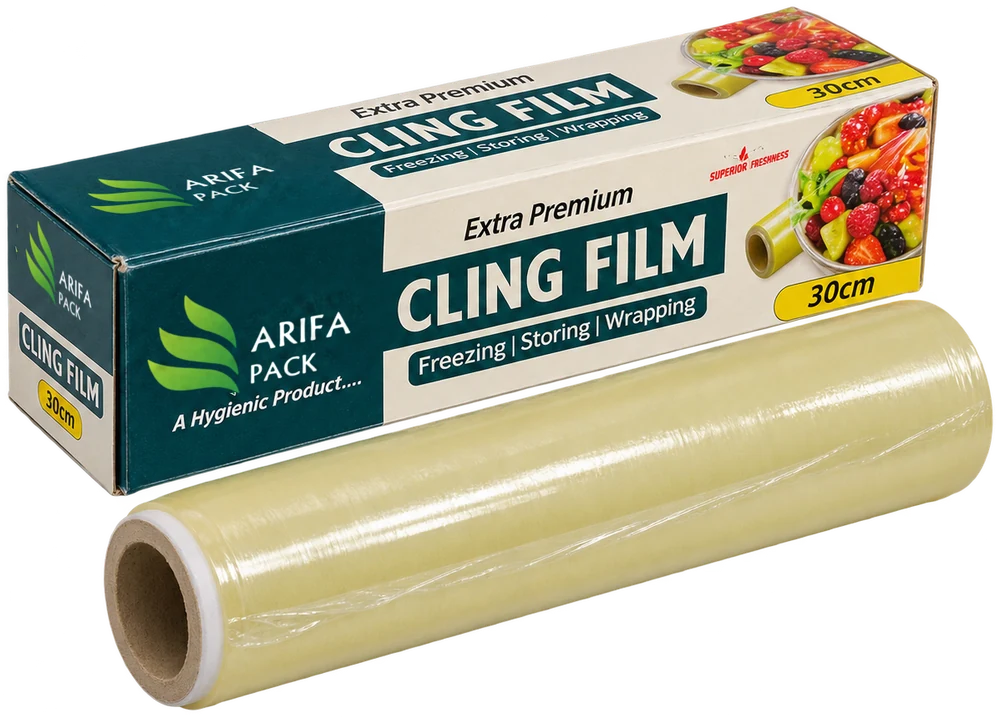 Extra Premium
CLING FILM
Freezing | Storing | Wrapping
30cm
ARIFA
PACK
SUPERIOR FRESHNESS
Extra Premium
CLING FILM
Freezing | Storing | Wrapping
30cm
ARIFA
PACK
A Hygienic Product....
ARIFA
PACK
CLING FILM
30cm